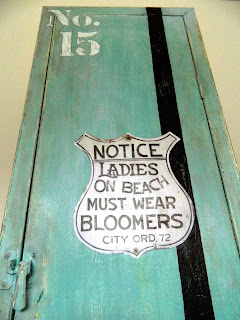 No.
15
NOTICE
LADIES
ON BEACH
MUST WEAR
BLOOMERS
CITY ORD. 72